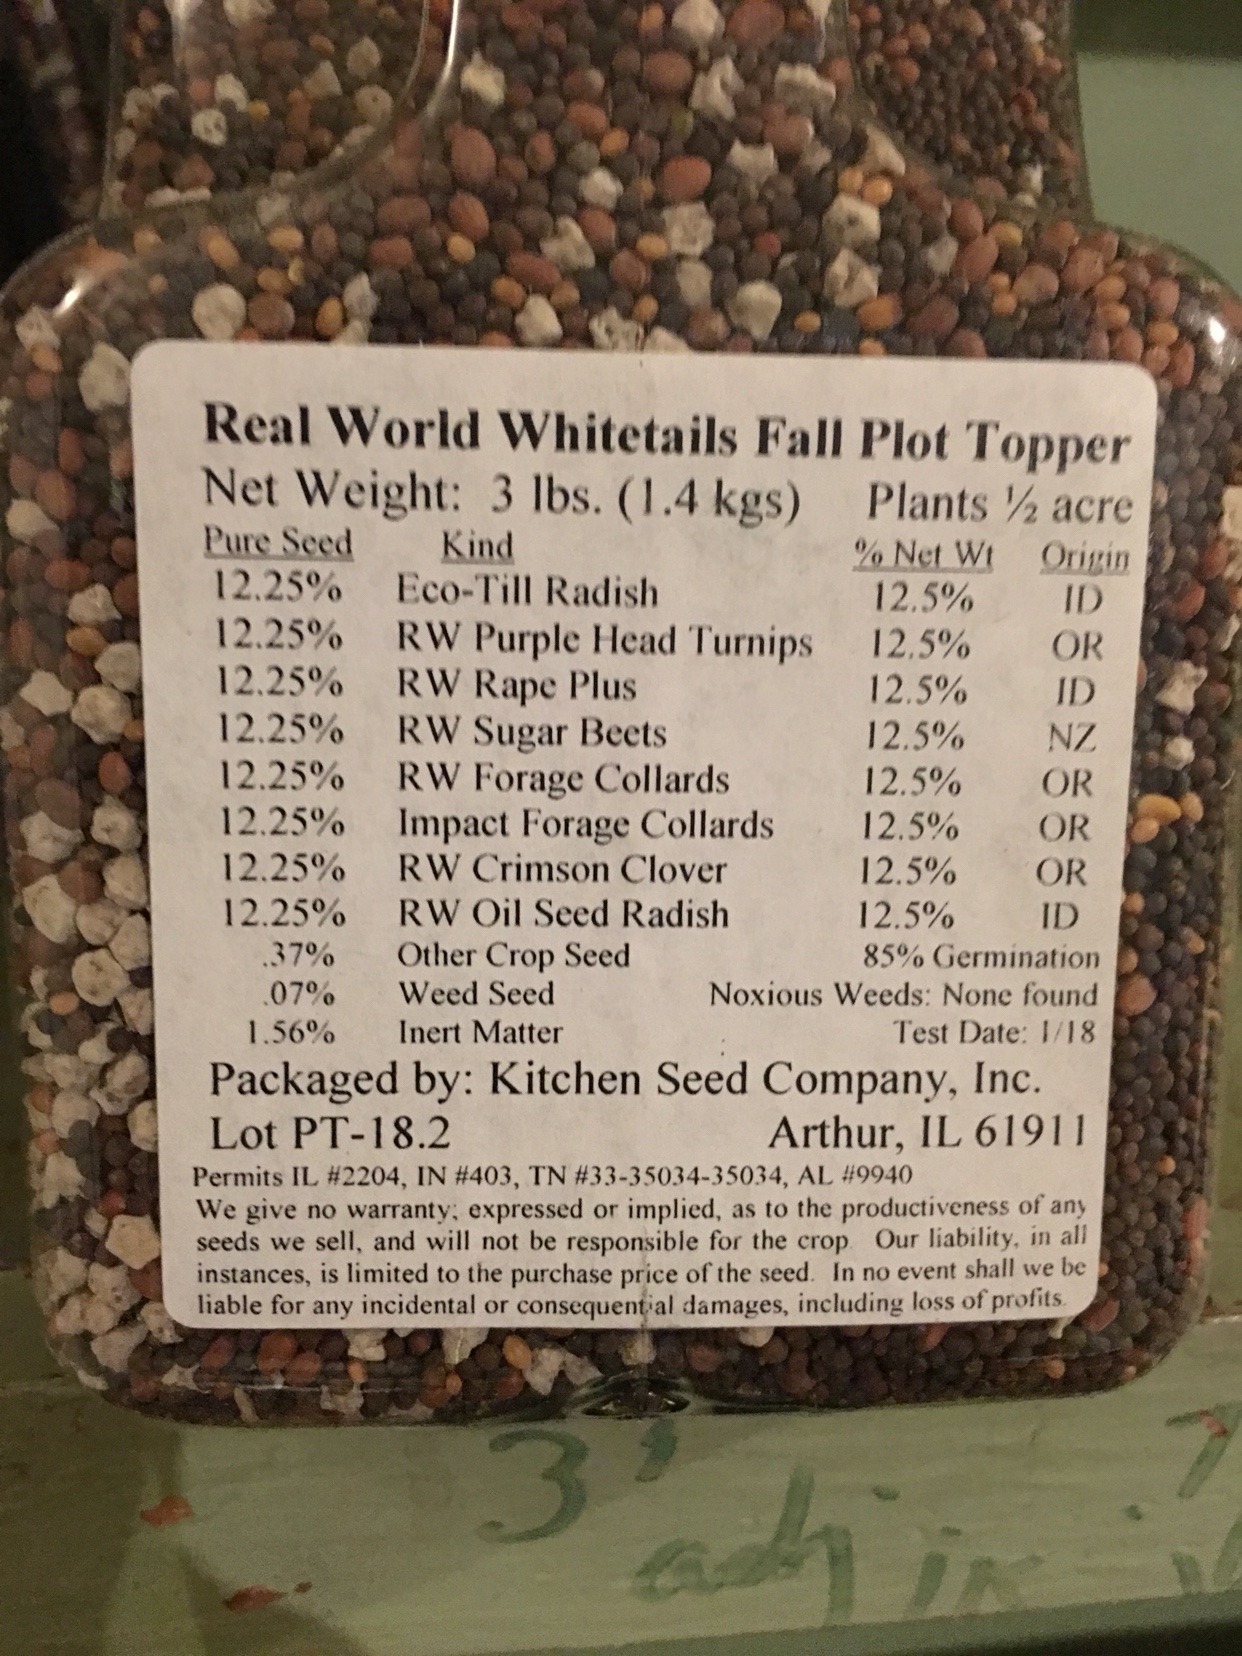 Real World Whitetails Fall Plot Topper
Net Weight: 3 lbs. (1.4 kgs) Plants ½ acre
Pure Seed Kind % Net Wt Origin
12.25% Eco-Till Radish 12.5% ID
12.25% RW Purple Head Turnips 12.5% OR
12.25% RW Rape Plus 12.5% ID
12.25% RW Sugar Beets 12.5% NZ
12.25% RW Forage Collards 12.5% OR
12.25% Impact Forage Collards 12.5% OR
12.25% RW Crimson Clover 12.5% OR
12.25% RW Oil Seed Radish 12.5% ID
.37% Other Crop Seed 85% Germination
.07% Weed Seed Noxious Weeds: None found
1.56% Inert Matter Test Date: 1/18
Packaged by: Kitchen Seed Company, Inc.
Lot PT-18.2 Arthur, IL 61911
Permits IL #2204, IN #403, TN #33-35034-35034, AL #9940
We give no warranty; expressed or implied, as to the productiveness of any
seeds we sell, and will not be responsible for the crop. Our liability, in all
instances, is limited to the purchase price of the seed. In no event shall we be
liable for any incidental or consequential damages, including loss of profits.
3'